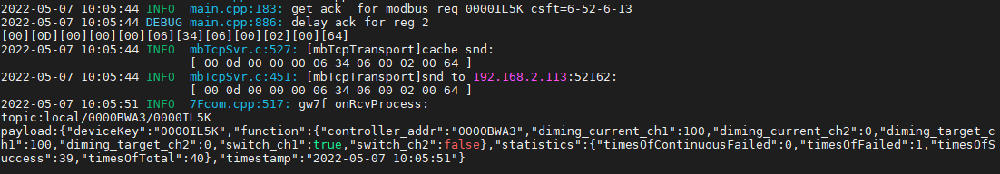 2022-05-07 10:05:44 INFO  main.cpp:183: get ack  for modbus req 0000IL5K csft=6-52-6-13
2022-05-07 10:05:44 DEBUG main.cpp:886: delay ack for reg 2
[00][0D][00][00][00][06][34][06][00][02][00][64]
2022-05-07 10:05:44 INFO  mbTcpSvr.c:527: [mbTcpTransport]cache snd:
[ 00 0d 00 00 00 06 34 06 00 02 00 64 ]
2022-05-07 10:05:44 INFO  mbTcpSvr.c:451: [mbTcpTransport]snd to 192.168.2.113:52162:
[ 00 0d 00 00 00 06 34 06 00 02 00 64 ]
2022-05-07 10:05:51 INFO  7Fcom.cpp:517: gw7f onRcvProcess:
topic:local/0000BWA3/0000IL5K
payload:{"deviceKey":"0000IL5K","function":{"controller_addr":"0000BWA3","diming_current_ch1":100,"diming_current_ch2":0,"diming_target_c
h1":100,"diming_target_ch2":0,"switch_ch1":true,"switch_ch2":false},"statistics":{"timesOfContinuousFailed":0,"timesOfFailed":1,"timesOfS
uccess":39,"timesOfTotal":40},"timestamp":"2022-05-07 10:05:51"}